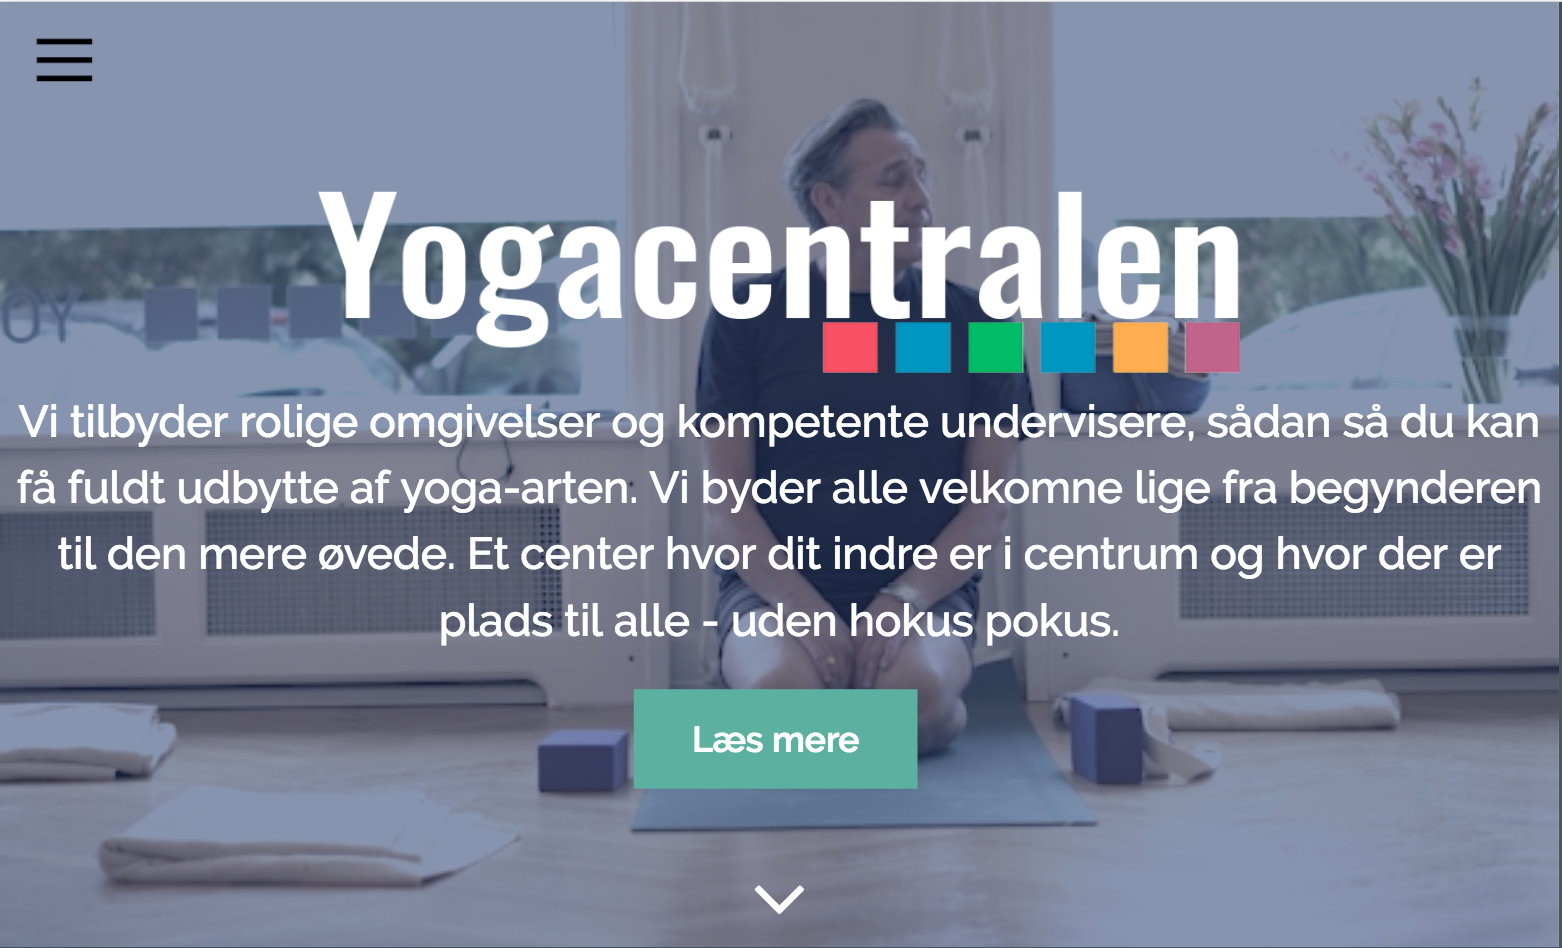 Yogacentralen
OY
Vi tilbyder rolige omgivelser og kompetente undervisere, sådan så du kan
få fuldt udbytte af yoga-arten. Vi byder alle velkomne lige fra begynderen
til den mere øvede. Et center hvor dit indre er i centrum og hvor der er
plads til alle - uden hokus pokus.
Læs mere